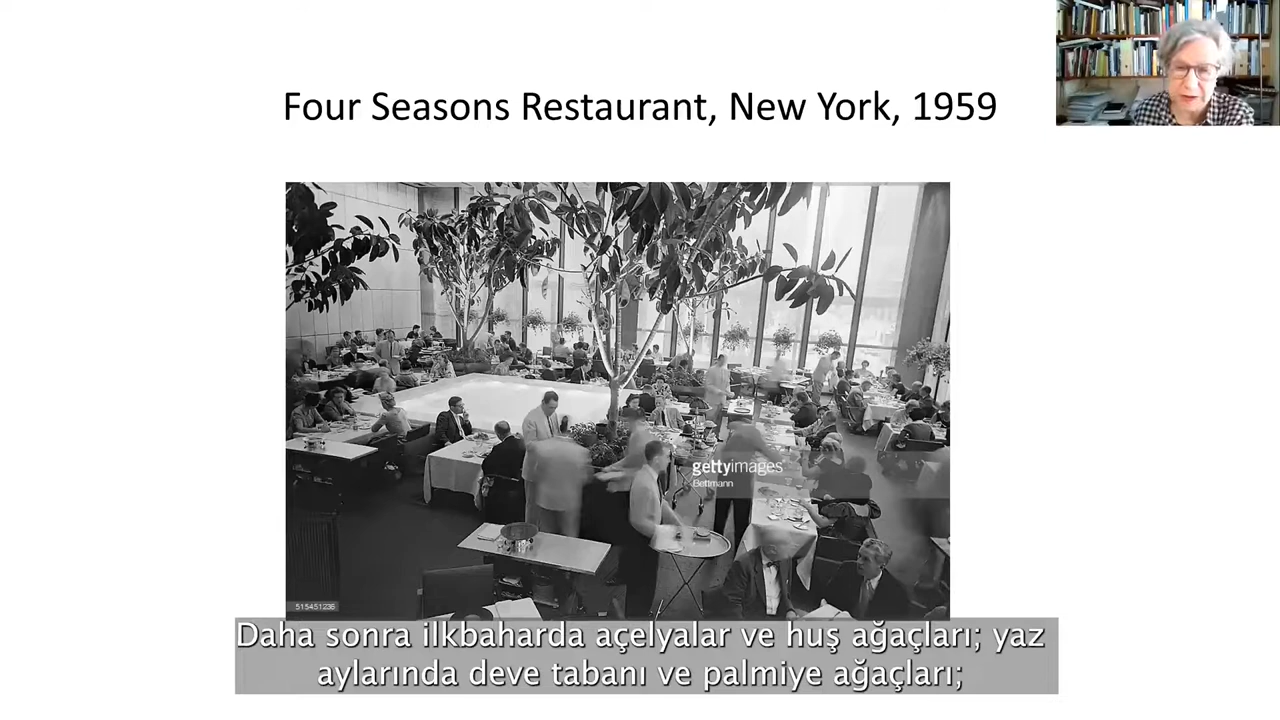 Four Seasons Restaurant, New York, 1959
gettyimages
Bettmann
515451236
Daha sonra ilkbaharda açelyalar ve huş ağaçları; yaz
aylarında deve tabanı ve palmiye ağaçları;